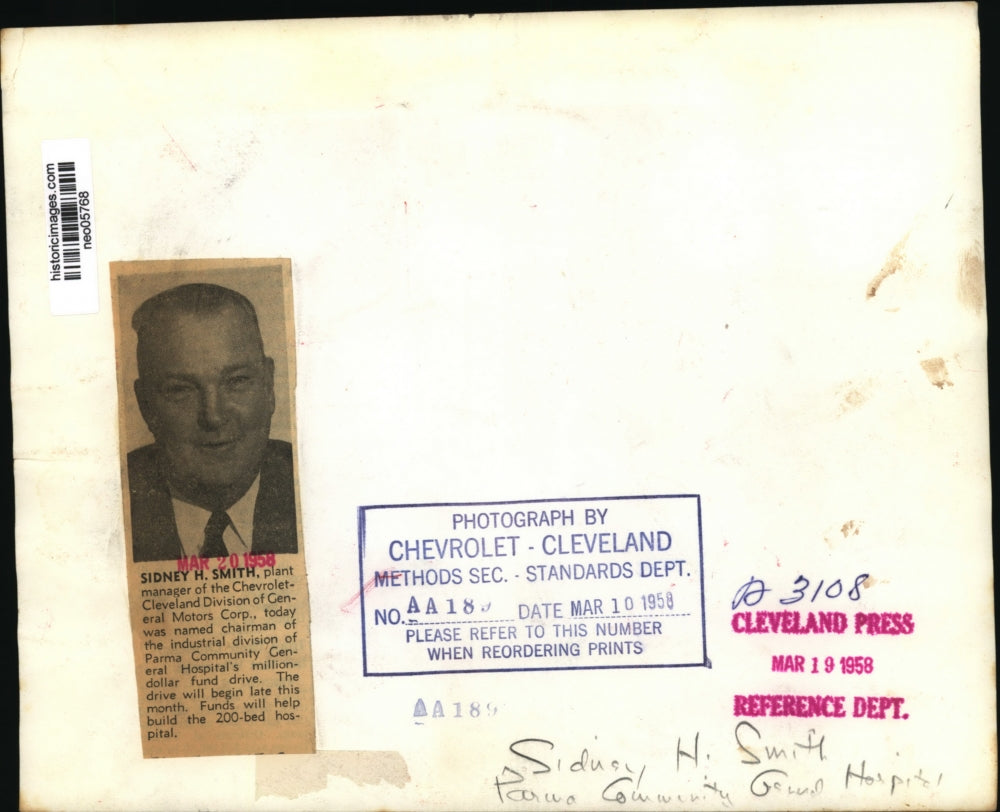 historicimages.com
neo05768
MAR 20 1958
SIDNEY H. SMITH, plant
manager of the Chevrolet-
Cleveland Division of Gen-
eral Motors Corp., today
was named chairman of
the industrial division of
Parma Community Gen-
eral Hospital's million-
dollar fund drive. The
drive will begin late this
month. Funds will help
build the 200-bed hos-
pital.
PHOTOGRAPH BY
CHEVROLET - CLEVELAND
METHODS SEC. - STANDARDS DEPT.
NO. AA189 DATE MAR 10 1958
PLEASE REFER TO THIS NUMBER
WHEN REORDERING PRINTS
AA189
3108
CLEVELAND PRESS
MAR 19 1958
REFERENCE DEPT.
Sidney H. Smith
Parma Community General Hospital